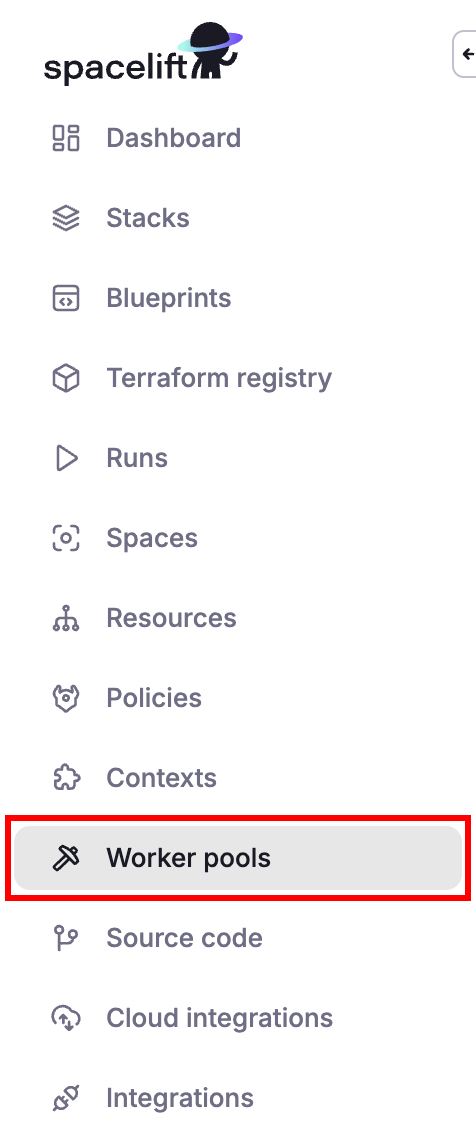 spacelift
Dashboard
Stacks
Blueprints
Terraform registry
Runs
Spaces
Resources
Policies
Contexts
Worker pools
Source code
Cloud integrations
Integrations